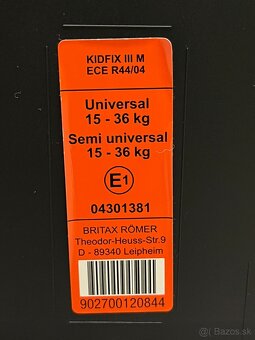 KIDFIX III M
ECE R44/04
Universal
15 - 36 kg
Semi universal
15 - 36 kg
E1
04301381
BRITAX RÖMER
Theodor-Heuss-Str.9
D - 89340 Leipheim
902700120844
bazar.sk